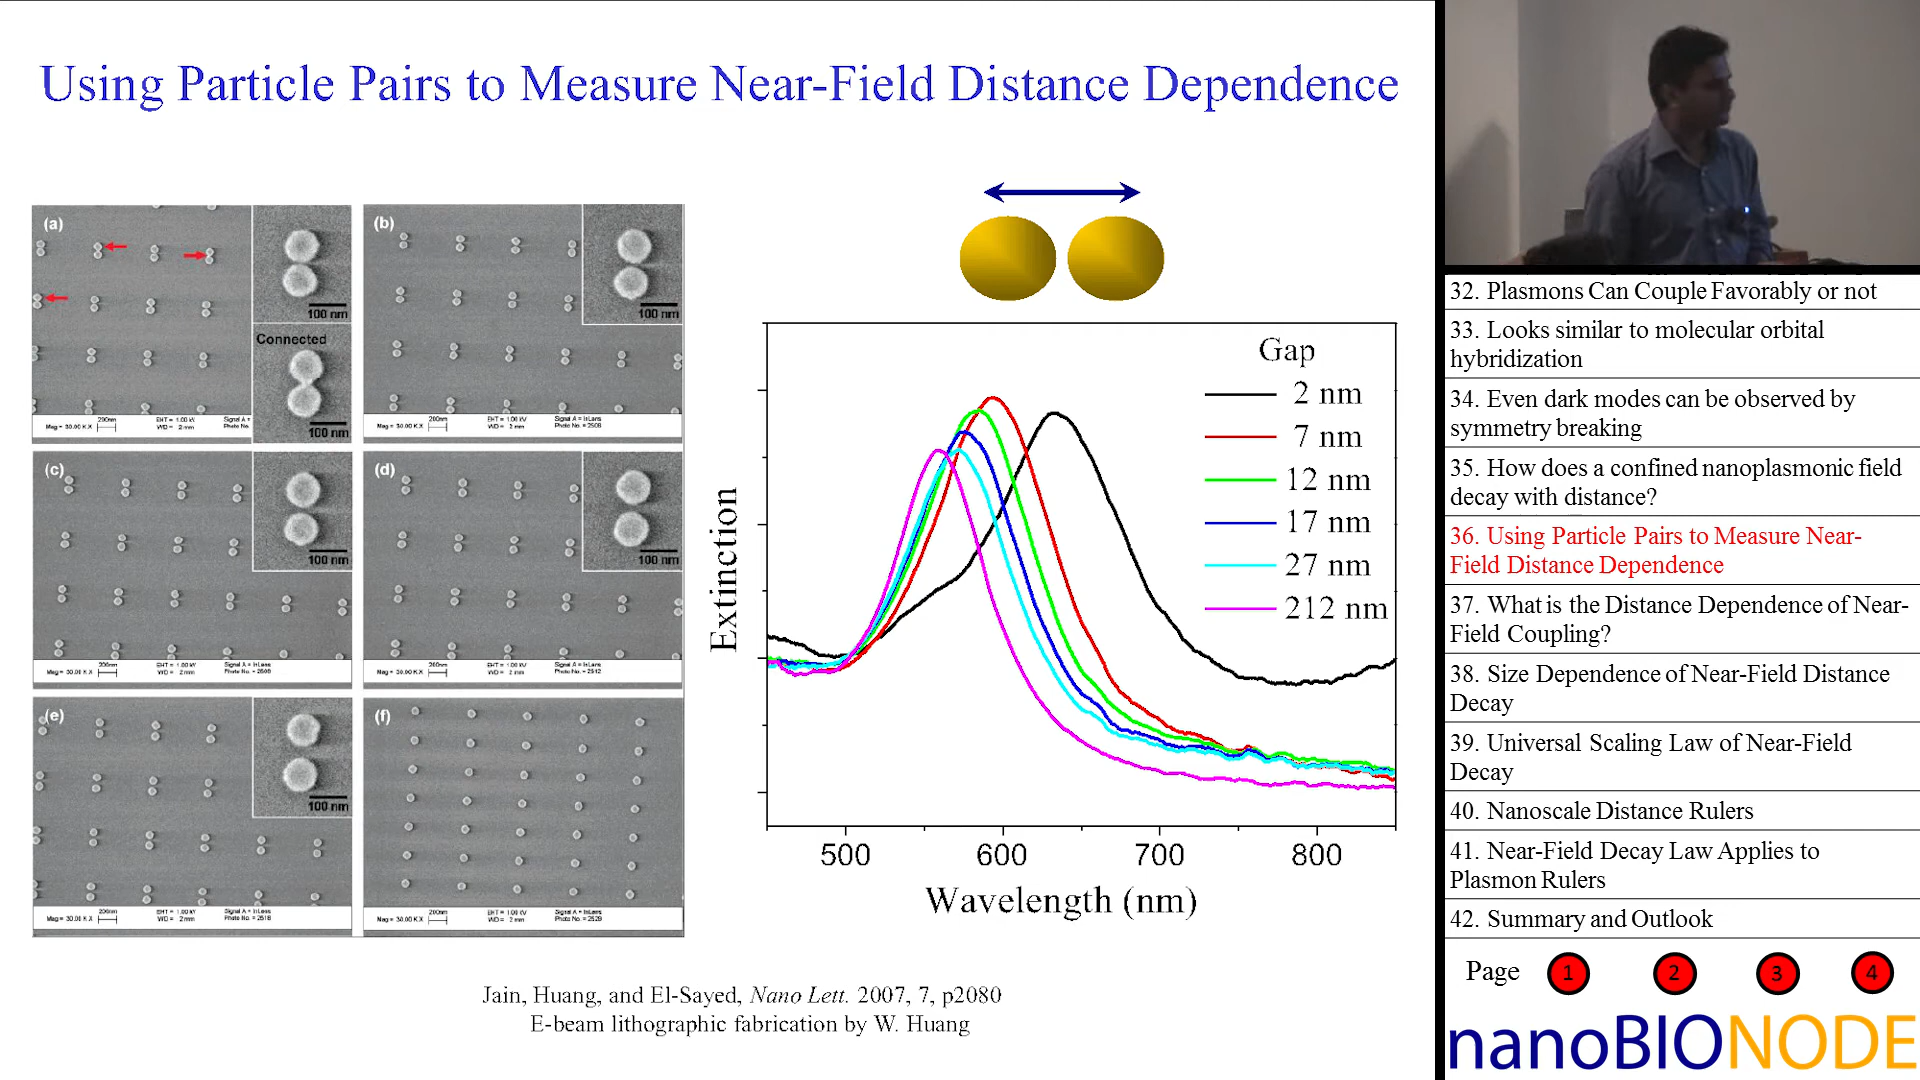 Using Particle Pairs to Measure Near-Field Distance Dependence
(a)
100 nm
Connected
100 nm
(b)
100 nm
(c)
100 nm
(d)
100 nm
(e)
100 nm
(f)
Gap
2 nm
7 nm
12 nm
17 nm
27 nm
212 nm
Extinction
500 600 700 800
Wavelength (nm)
Jain, Huang, and El-Sayed, Nano Lett. 2007, 7, p2080
E-beam lithographic fabrication by W. Huang
32. Plasmons Can Couple Favorably or not
33. Looks similar to molecular orbital
hybridization
34. Even dark modes can be observed by
symmetry breaking
35. How does a confined nanoplasmonic field
decay with distance?
36. Using Particle Pairs to Measure Near-
Field Distance Dependence
37. What is the Distance Dependence of Near-
Field Coupling?
38. Size Dependence of Near-Field Distance
Decay
39. Universal Scaling Law of Near-Field
Decay
40. Nanoscale Distance Rulers
41. Near-Field Decay Law Applies to
Plasmon Rulers
42. Summary and Outlook
Page 1 2 3 4
nanoBIONODE